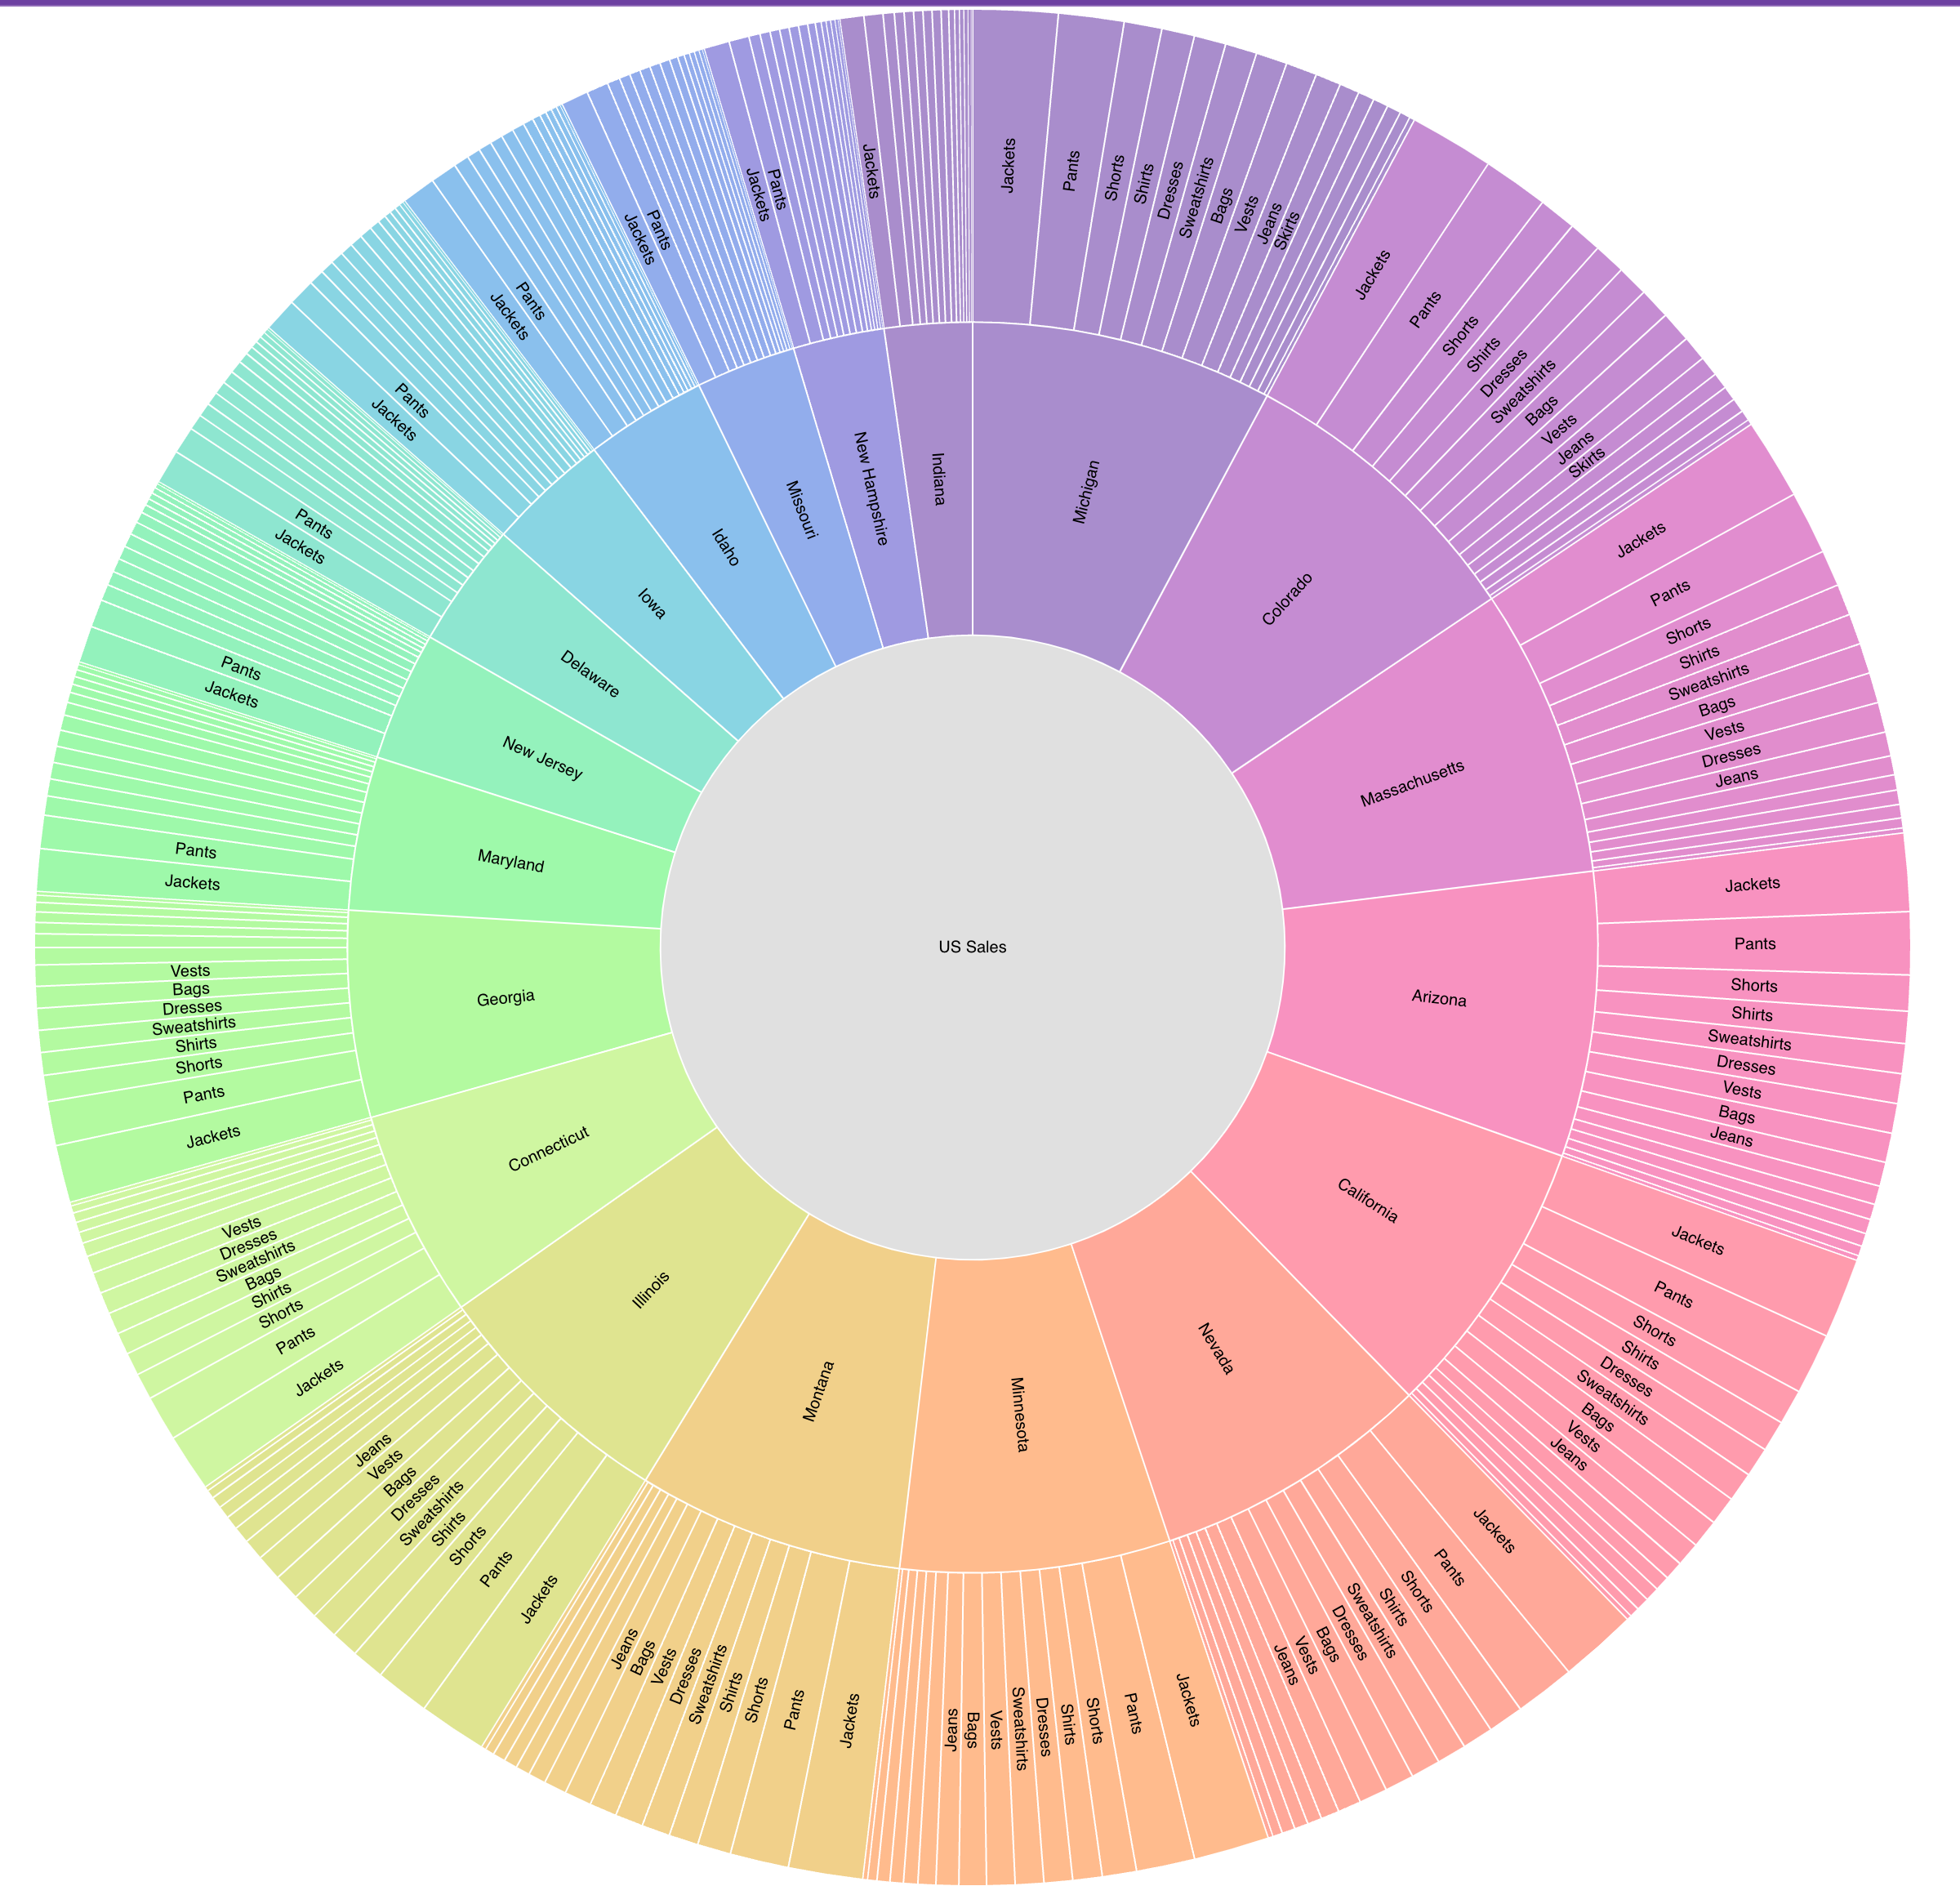 US Sales
Michigan
Jackets
Pants
Shorts
Shirts
Dresses
Sweatshirts
Bags
Vests
Jeans
Skirts
Colorado
Jackets
Pants
Shorts
Shirts
Dresses
Sweatshirts
Bags
Vests
Jeans
Skirts
Massachusetts
Jackets
Pants
Shorts
Shirts
Sweatshirts
Bags
Vests
Dresses
Jeans
Arizona
Jackets
Pants
Shorts
Shirts
Sweatshirts
Dresses
Vests
Bags
Jeans
California
Jackets
Pants
Shorts
Shirts
Dresses
Sweatshirts
Bags
Vests
Jeans
Nevada
Jackets
Pants
Shorts
Shirts
Sweatshirts
Dresses
Bags
Vests
Jeans
Minnesota
Jackets
Pants
Shorts
Shirts
Dresses
Sweatshirts
Vests
Bags
Jeans
Montana
Jackets
Pants
Shorts
Shirts
Sweatshirts
Dresses
Vests
Bags
Jeans
Illinois
Jackets
Pants
Shorts
Shirts
Sweatshirts
Dresses
Bags
Vests
Jeans
Connecticut
Jackets
Pants
Shorts
Shirts
Bags
Sweatshirts
Dresses
Vests
Georgia
Jackets
Pants
Shorts
Shirts
Sweatshirts
Dresses
Bags
Vests
Maryland
Jackets
Pants
New Jersey
Jackets
Pants
Delaware
Jackets
Pants
Iowa
Jackets
Pants
Idaho
Jackets
Pants
Missouri
Jackets
Pants
New Hampshire
Jackets
Pants
Indiana
Jackets